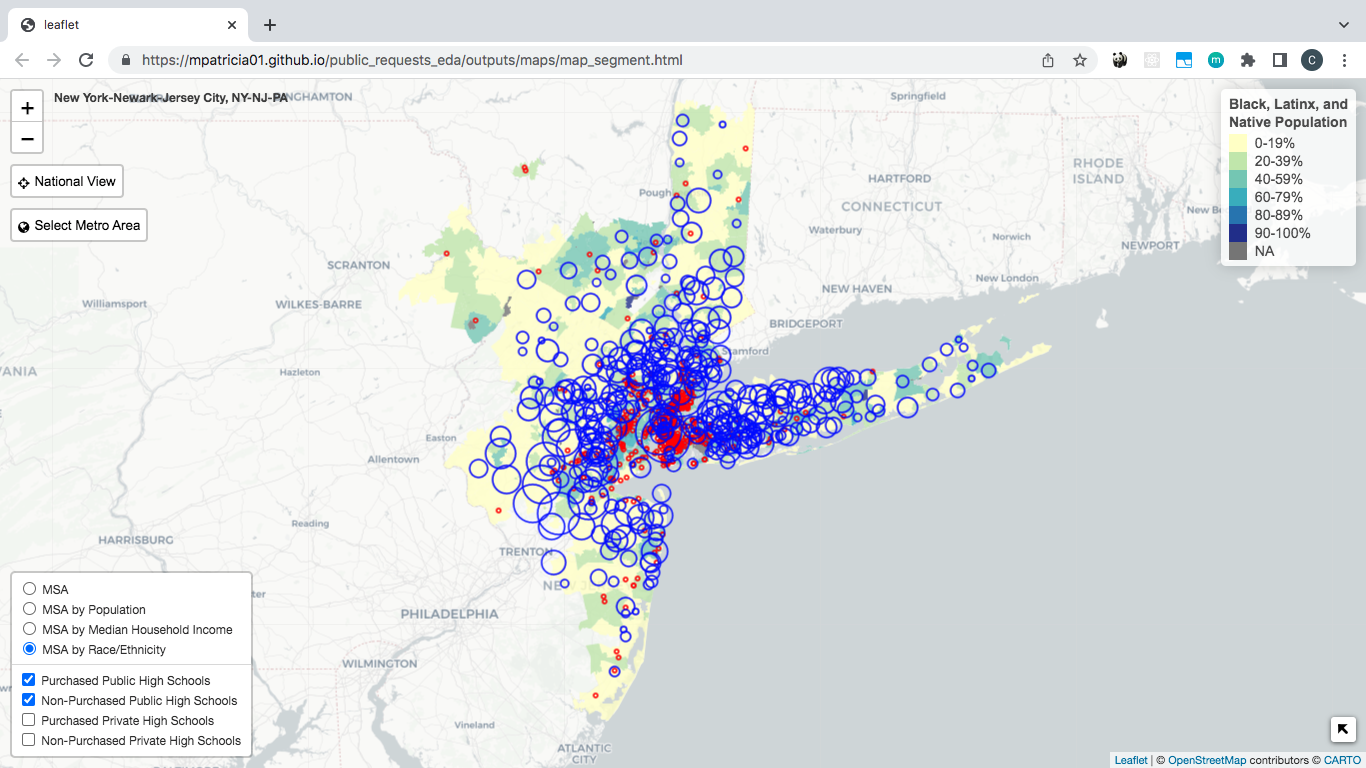 leaflet
https://mpatricia01.github.io/public_requests_eda/outputs/maps/map_segment.html
C
+
−
New York-Newark-Jersey City, NY-NJ-PA
National View
Select Metro Area
Black, Latinx, and
Native Population
0-19%
20-39%
40-59%
60-79%
80-89%
90-100%
NA
Springfield
RHODE
ISLAND
HARTFORD
CONNECTICUT
Waterbury
Norwich
NEWPORT
New London
NEW HAVEN
BRIDGEPORT
Stamford
Pough
SCRANTON
Williamsport
WILKES-BARRE
Hazleton
Easton
Allentown
Reading
HARRISBURG
TRENTON
PHILADELPHIA
WILMINGTON
Vineland
ATLANTIC
CITY
MSA
MSA by Population
MSA by Median Household Income
MSA by Race/Ethnicity
Purchased Public High Schools
Non-Purchased Public High Schools
Purchased Private High Schools
Non-Purchased Private High Schools
Leaflet | © OpenStreetMap contributors © CARTO